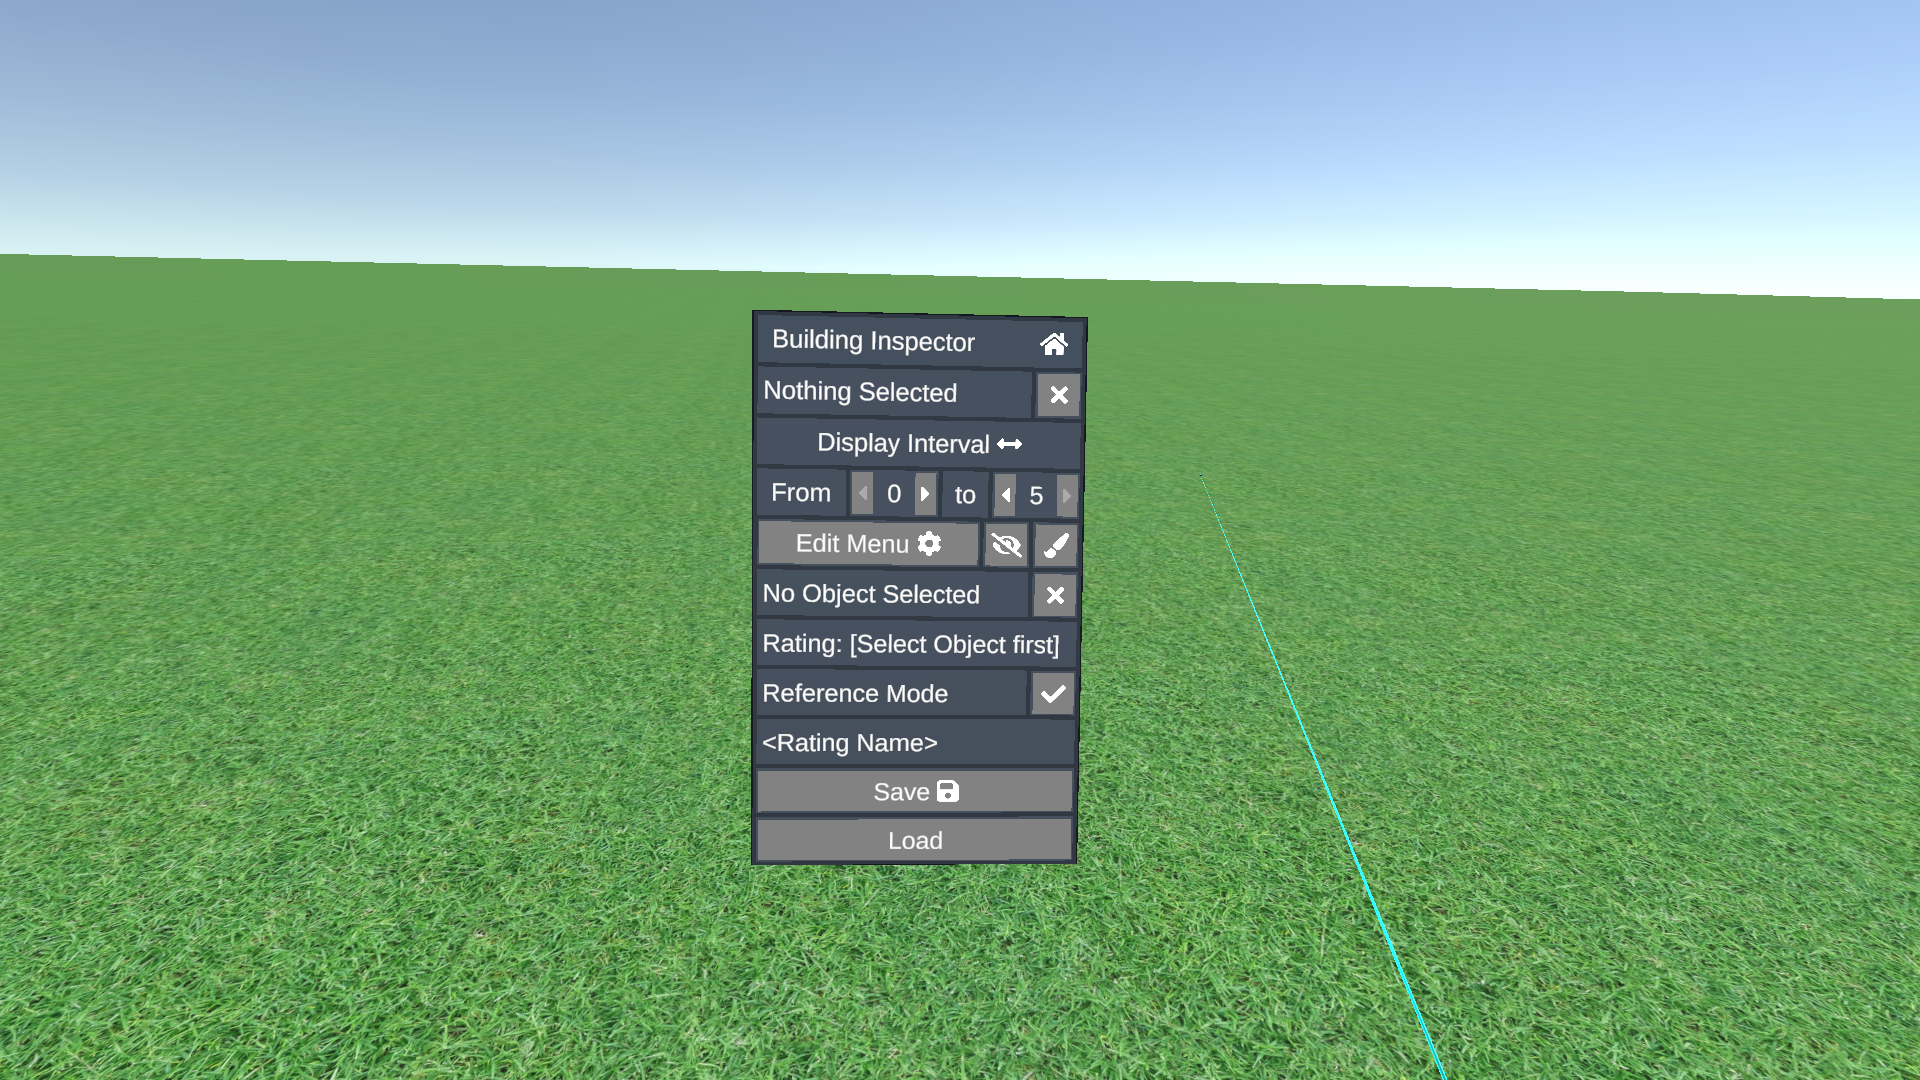 Building Inspector
Nothing Selected
Display Interval
From 0 to 5
Edit Menu
No Object Selected
Rating: [Select Object first]
Reference Mode
<Rating Name>
Save
Load